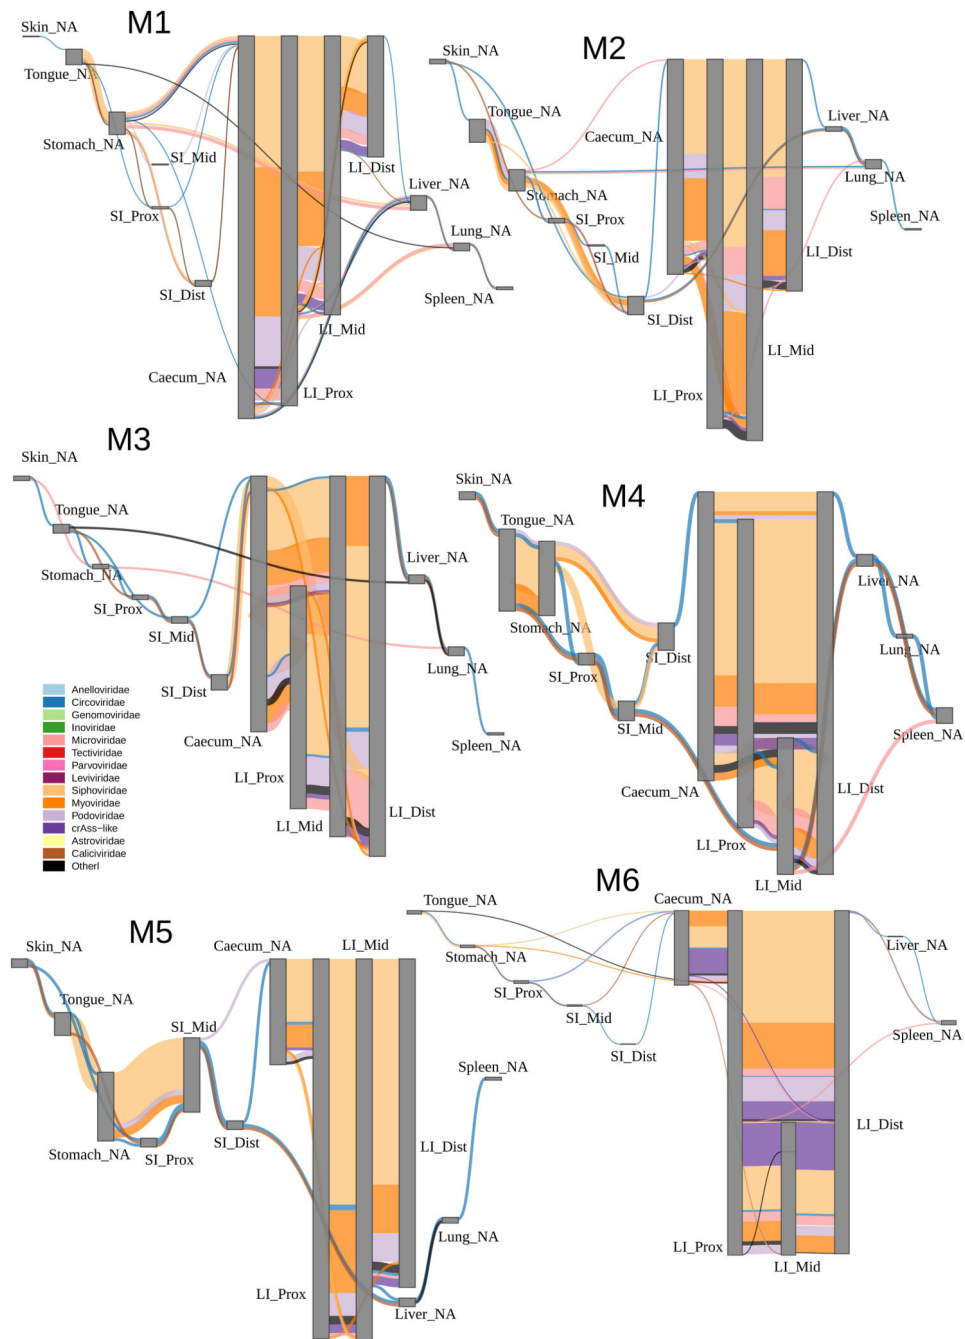 M1
Skin_NA
Tongue_NA
Stomach_NA
SI_Mid
SI_Prox
SI_Dist
Caecum_NA
LI_Prox
LI_Mid
LI_Dist
Liver_NA
Lung_NA
Spleen_NA
M2
Skin_NA
Tongue_NA
Caecum_NA
Stomach_NA
SI_Prox
SI_Mid
SI_Dist
LI_Prox
LI_Mid
LI_Dist
Liver_NA
Lung_NA
Spleen_NA
M3
Skin_NA
Tongue_NA
Stomach_NA
SI_Prox
SI_Mid
SI_Dist
Caecum_NA
LI_Prox
LI_Mid
LI_Dist
Liver_NA
Lung_NA
Spleen_NA
Anelloviridae
Circoviridae
Genomoviridae
Inoviridae
Microviridae
Tectiviridae
Parvoviridae
Leviviridae
Siphoviridae
Myoviridae
Podoviridae
crAss-like
Astroviridae
Caliciviridae
Otherl
M4
Skin_NA
Tongue_NA
Stomach_NA
SI_Prox
SI_Dist
SI_Mid
Caecum_NA
LI_Prox
LI_Mid
LI_Dist
Liver_NA
Lung_NA
Spleen_NA
M5
Skin_NA
Tongue_NA
Stomach_NA
SI_Prox
SI_Mid
SI_Dist
Caecum_NA
LI_Mid
LI_Prox
LI_Dist
Liver_NA
Lung_NA
Spleen_NA
M6
Tongue_NA
Stomach_NA
SI_Prox
SI_Mid
SI_Dist
Caecum_NA
LI_Prox
LI_Mid
LI_Dist
Liver_NA
Spleen_NA